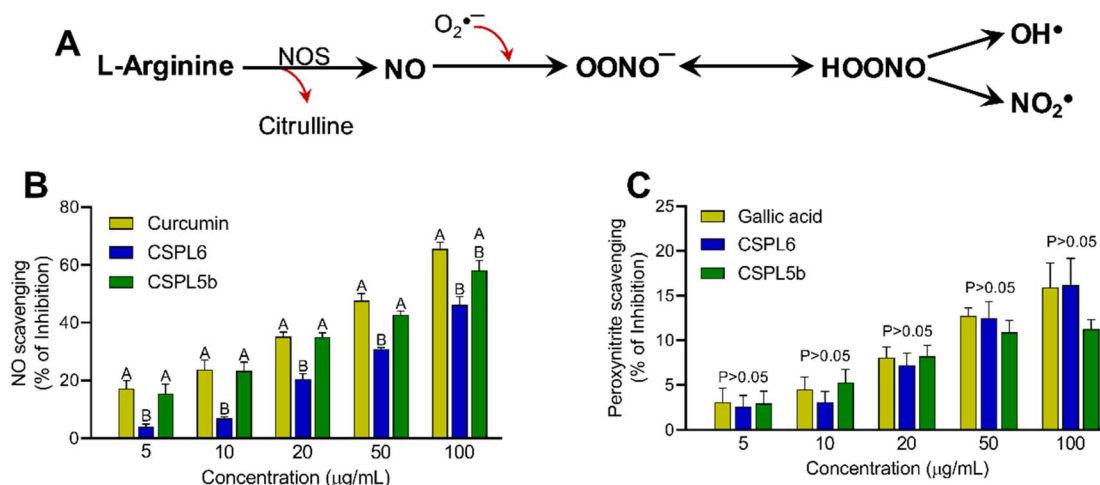 A
O₂•⁻
OH•
L-Arginine NOS NO OONO⁻ HOONO
Citrulline
NO₂•
B
80
60
40
20
0
NO scavenging
(% of Inhibition)
Curcumin
CSPL6
CSPL5b
A B A
A B A
A B A
A B A
A B A B
5 10 20 50 100
Concentration (µg/mL)
C
25
20
15
10
5
0
Peroxynitrite scavenging
(% of Inhibition)
Gallic acid
CSPL6
CSPL5b
P>0.05
P>0.05
P>0.05
P>0.05
P>0.05
5 10 20 50 100
Concentration (µg/mL)